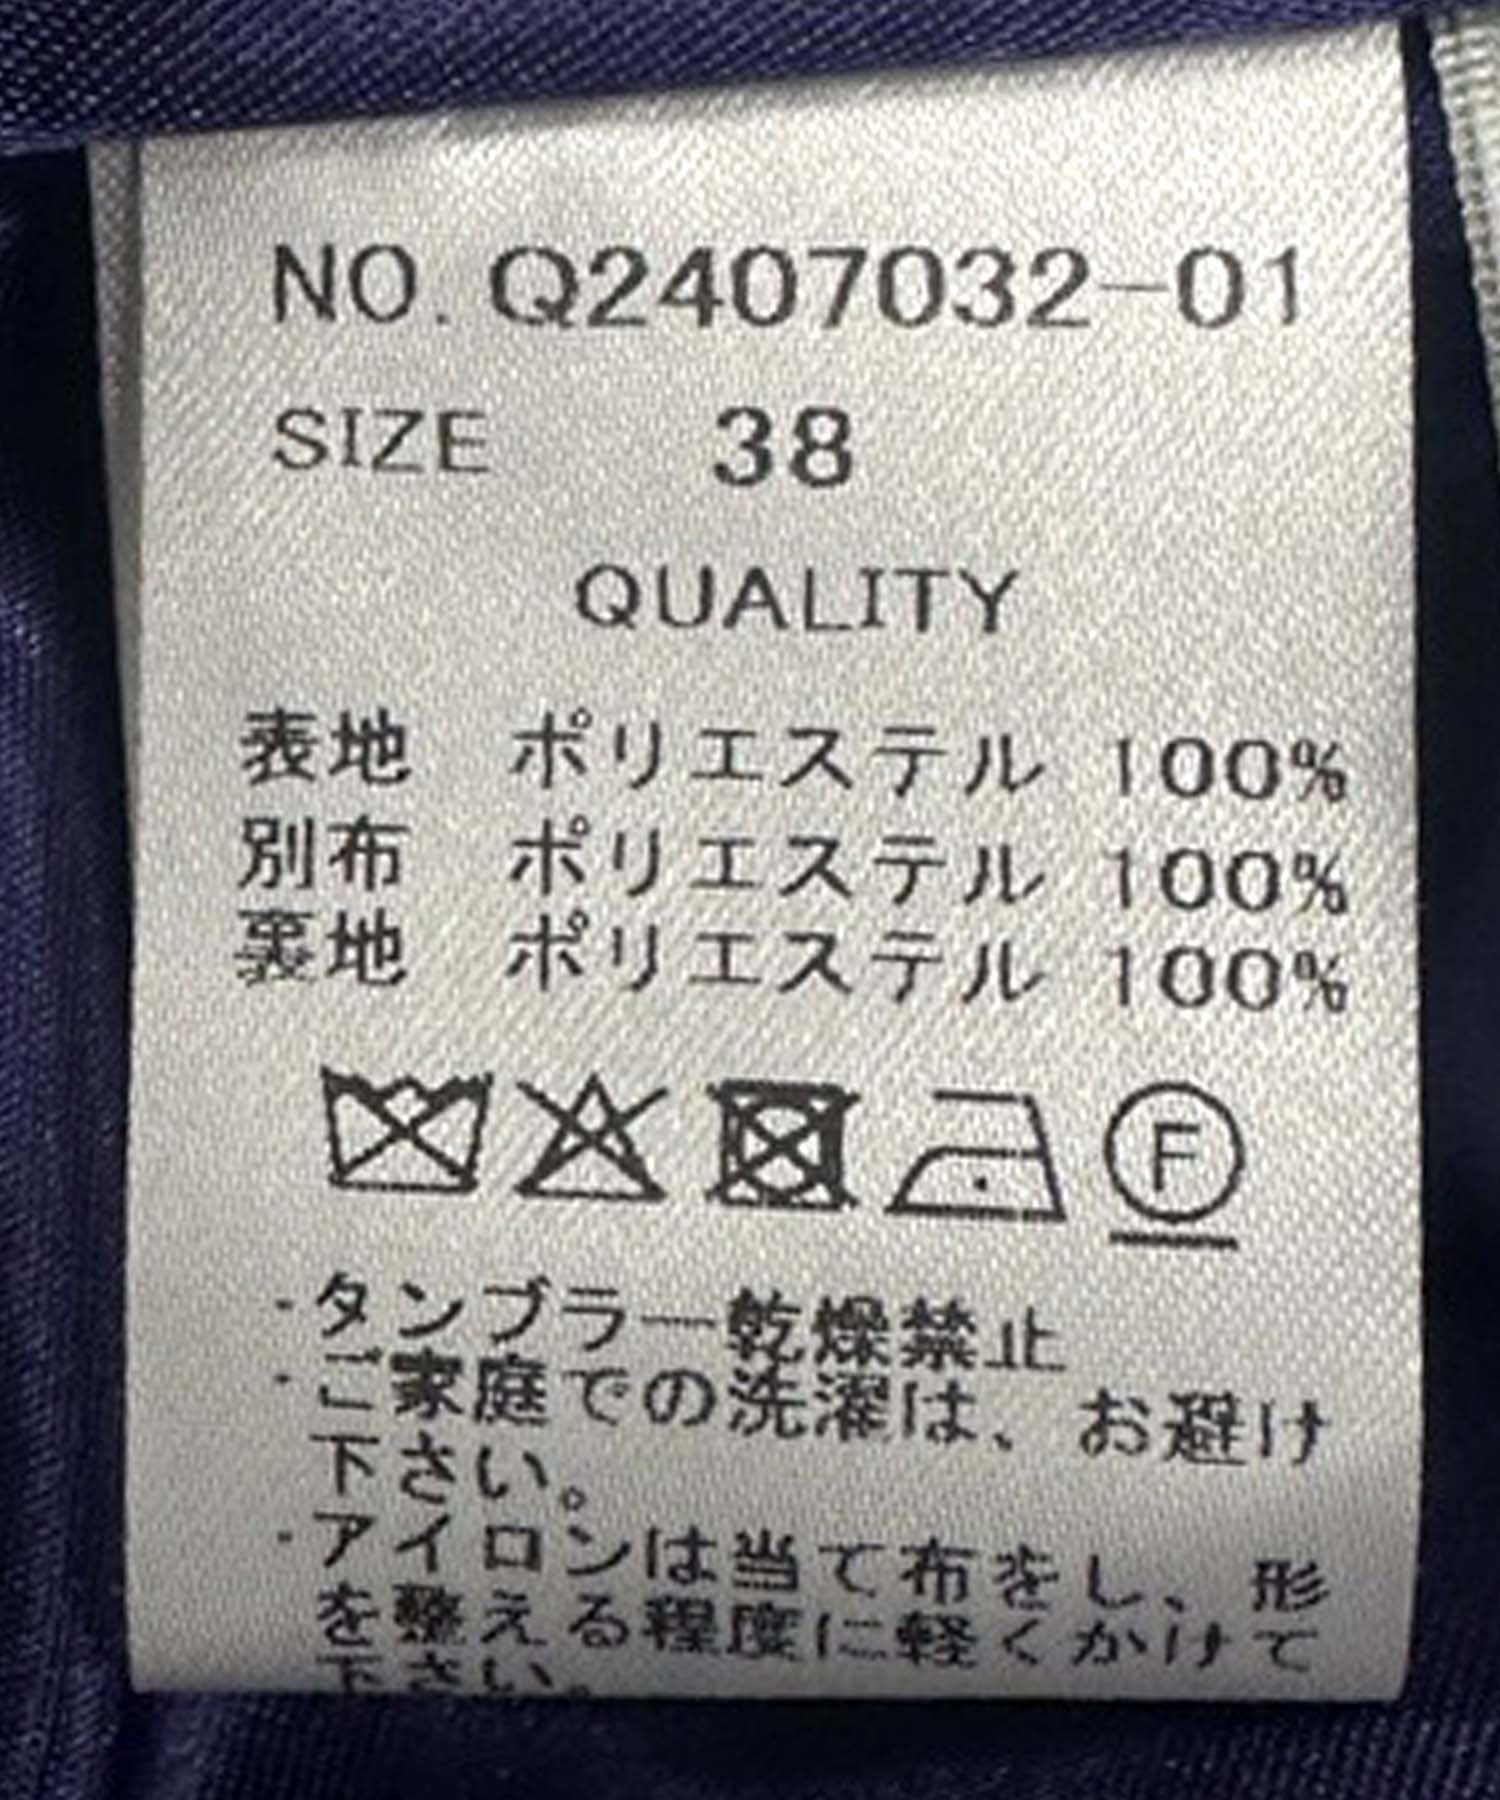 NO. Q2407032-01
SIZE 38
QUALITY
表地 ポリエステル 100%
別布 ポリエステル 100%
裏地 ポリエステル 100%
F
・タンブラー乾燥禁止
・ご家庭での洗濯は、お避け
下さい。
・アイロンは当て布をし、形
を整える程度に軽くかけて
下さい。